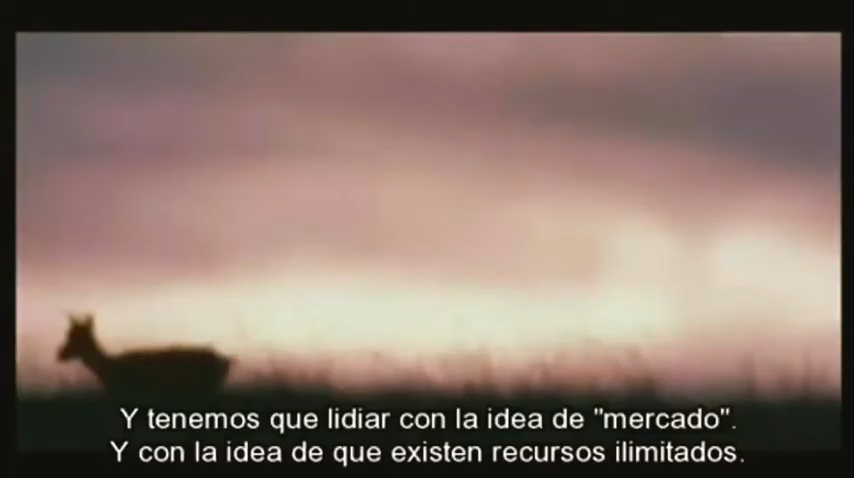 Y tenemos que lidiar con la idea de "mercado".
Y con la idea de que existen recursos ilimitados.